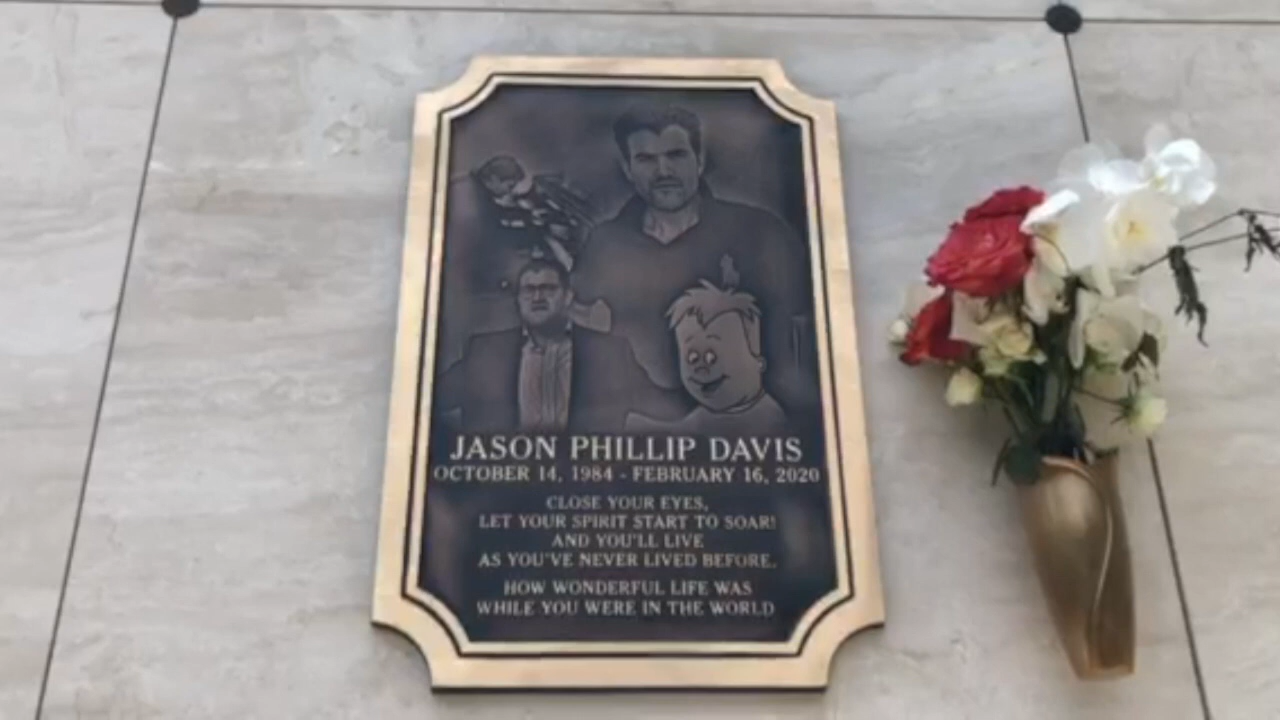 JASON PHILLIP DAVIS
OCTOBER 14, 1984 - FEBRUARY 16, 2020
CLOSE YOUR EYES,
LET YOUR SPIRIT START TO SOAR!
AND YOU'LL LIVE
AS YOU'VE NEVER LIVED BEFORE.
HOW WONDERFUL LIFE WAS
WHILE YOU WERE IN THE WORLD